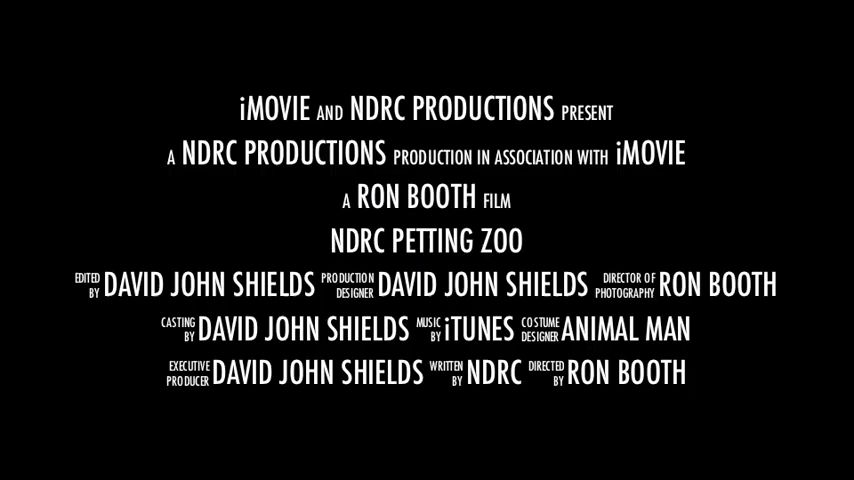 iMOVIE AND NDRC PRODUCTIONS PRESENT
A NDRC PRODUCTIONS PRODUCTION IN ASSOCIATION WITH iMOVIE
A RON BOOTH FILM
NDRC PETTING ZOO
EDITED BY DAVID JOHN SHIELDS PRODUCTION DESIGNER DAVID JOHN SHIELDS DIRECTOR OF PHOTOGRAPHY RON BOOTH
CASTING BY DAVID JOHN SHIELDS MUSIC BY iTUNES COSTUME DESIGNER ANIMAL MAN
EXECUTIVE PRODUCER DAVID JOHN SHIELDS WRITTEN BY NDRC DIRECTED BY RON BOOTH